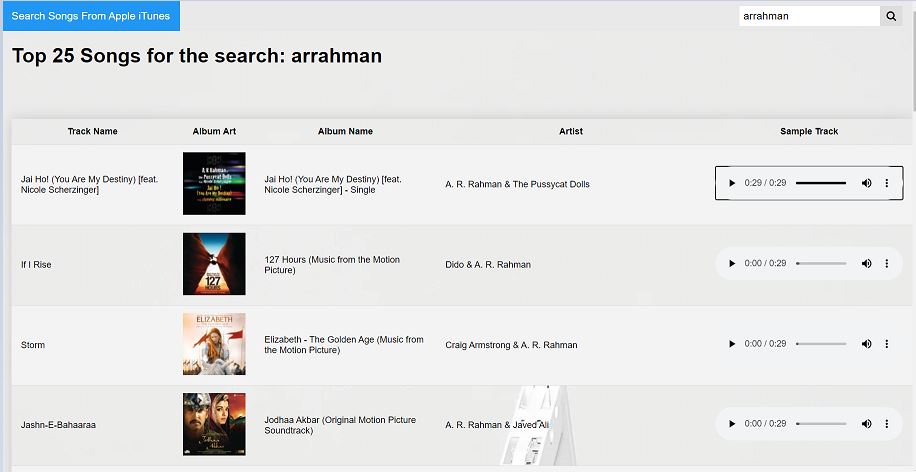 Search Songs From Apple iTunes
arrahman
Top 25 Songs for the search: arrahman
Track Name Album Art Album Name Artist Sample Track
Jai Ho! (You Are My Destiny) [feat.
Nicole Scherzinger]
A R Rahman
The Pussycat Dolls
Jai Ho !
(You Are My Destiny)
Jai Ho! (You Are My Destiny) [feat.
Nicole Scherzinger] - Single
A. R. Rahman & The Pussycat Dolls
0:29 / 0:29
If I Rise
127
HOURS
127 Hours (Music from the Motion
Picture)
Dido & A. R. Rahman
0:00 / 0:29
Storm
ELIZABETH
Elizabeth - The Golden Age (Music from
the Motion Picture)
Craig Armstrong & A. R. Rahman
0:00 / 0:29
Jashn-E-Bahaaraa
Jodhaa Akbar (Original Motion Picture
Soundtrack)
A. R. Rahman & Javed Ali
0:00 / 0:29